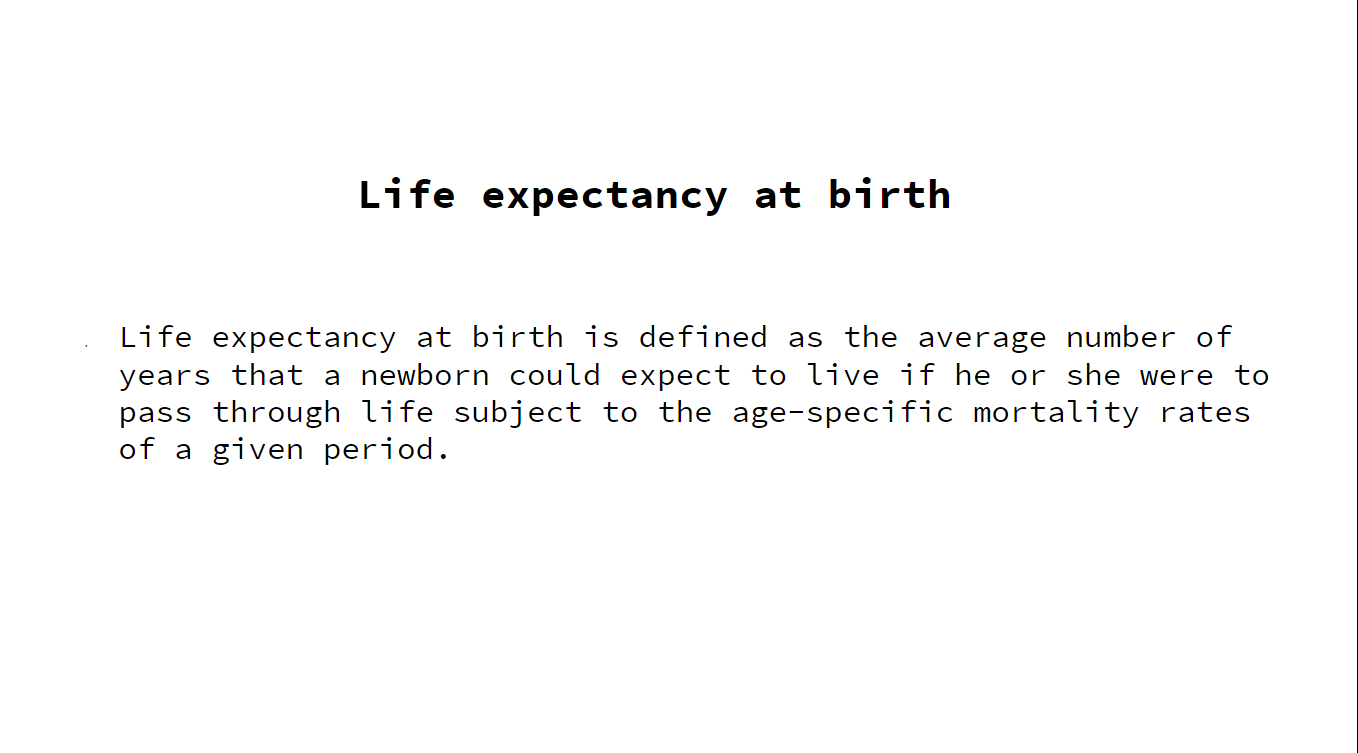 Life expectancy at birth
Life expectancy at birth is defined as the average number of
years that a newborn could expect to live if he or she were to
pass through life subject to the age-specific mortality rates
of a given period.